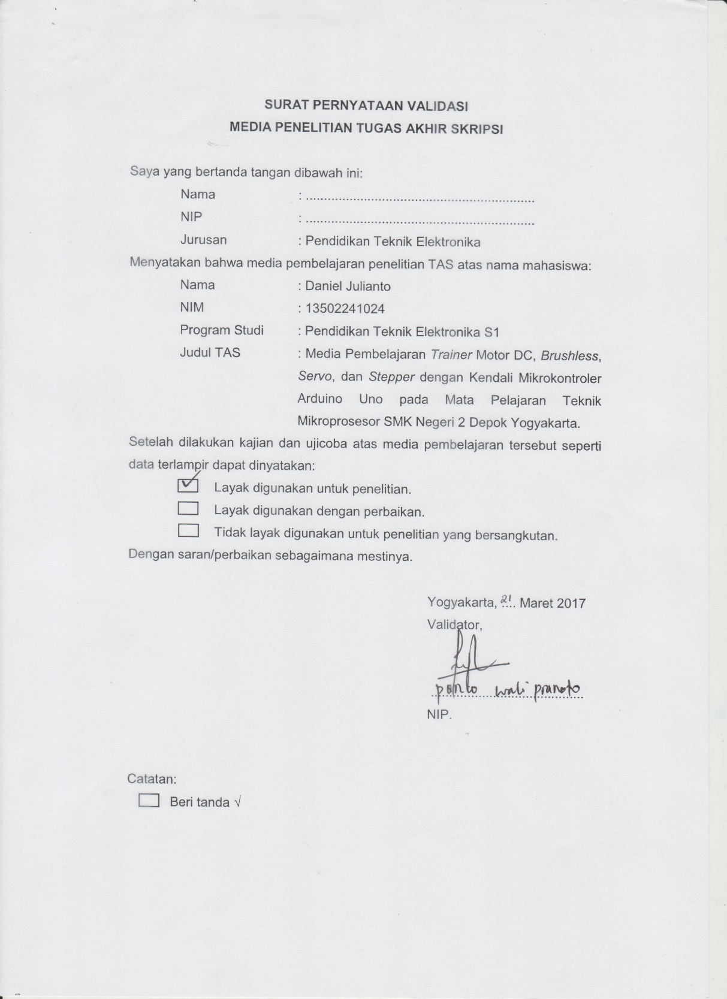 SURAT PERNYATAAN VALIDASI
MEDIA PENELITIAN TUGAS AKHIR SKRIPSI
Saya yang bertanda tangan dibawah ini:
Nama : ................................................................
NIP : ................................................................
Jurusan : Pendidikan Teknik Elektronika
Menyatakan bahwa media pembelajaran penelitian TAS atas nama mahasiswa:
Nama : Daniel Julianto
NIM : 13502241024
Program Studi : Pendidikan Teknik Elektronika S1
Judul TAS : Media Pembelajaran Trainer Motor DC, Brushless,
Servo, dan Stepper dengan Kendali Mikrokontroler
Arduino Uno pada Mata Pelajaran Teknik
Mikroprosesor SMK Negeri 2 Depok Yogyakarta.
Setelah dilakukan kajian dan ujicoba atas media pembelajaran tersebut seperti
data terlampir dapat dinyatakan:
✓ Layak digunakan untuk penelitian.
Layak digunakan dengan perbaikan.
Tidak layak digunakan untuk penelitian yang bersangkutan.
Dengan saran/perbaikan sebagaimana mestinya.
Yogyakarta, 21 Maret 2017
Validator,
ponto wali pranoto
NIP.
Catatan:
Beri tanda √